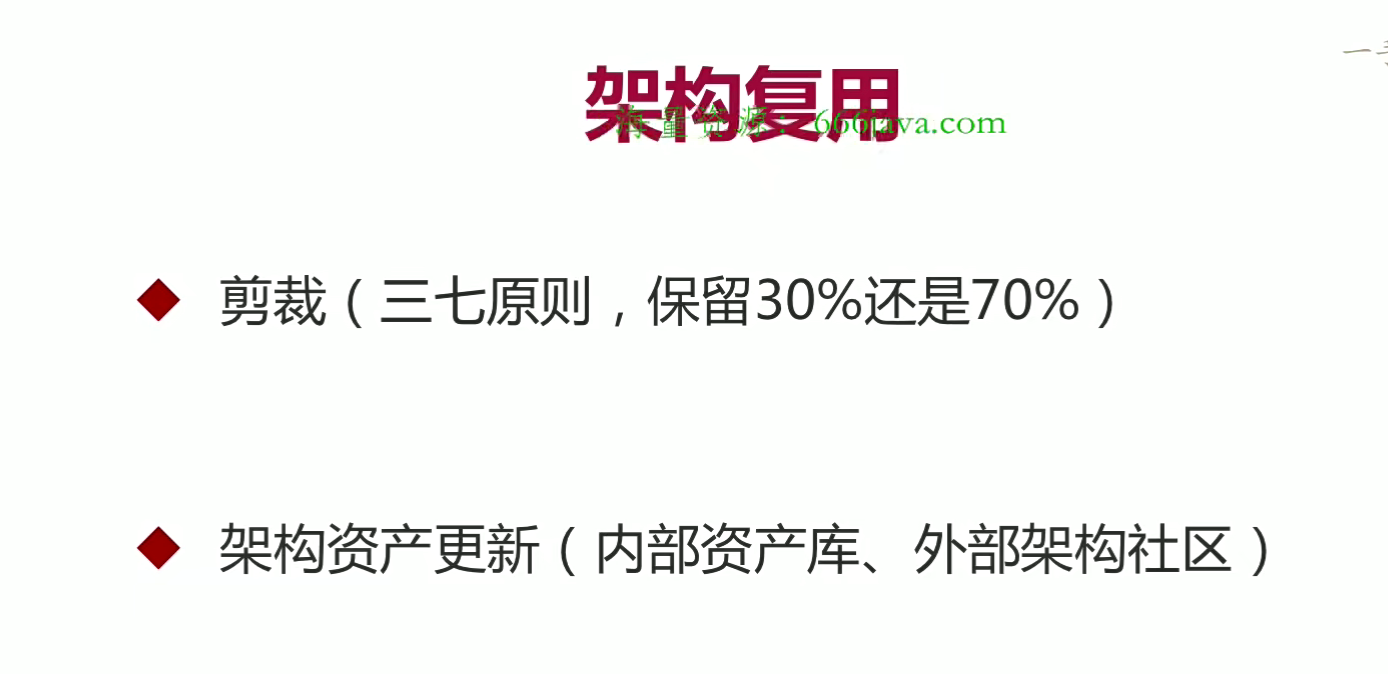 架构复用
海量资源：666java.com
剪裁（三七原则，保留30%还是70%）
架构资产更新（内部资产库、外部架构社区）